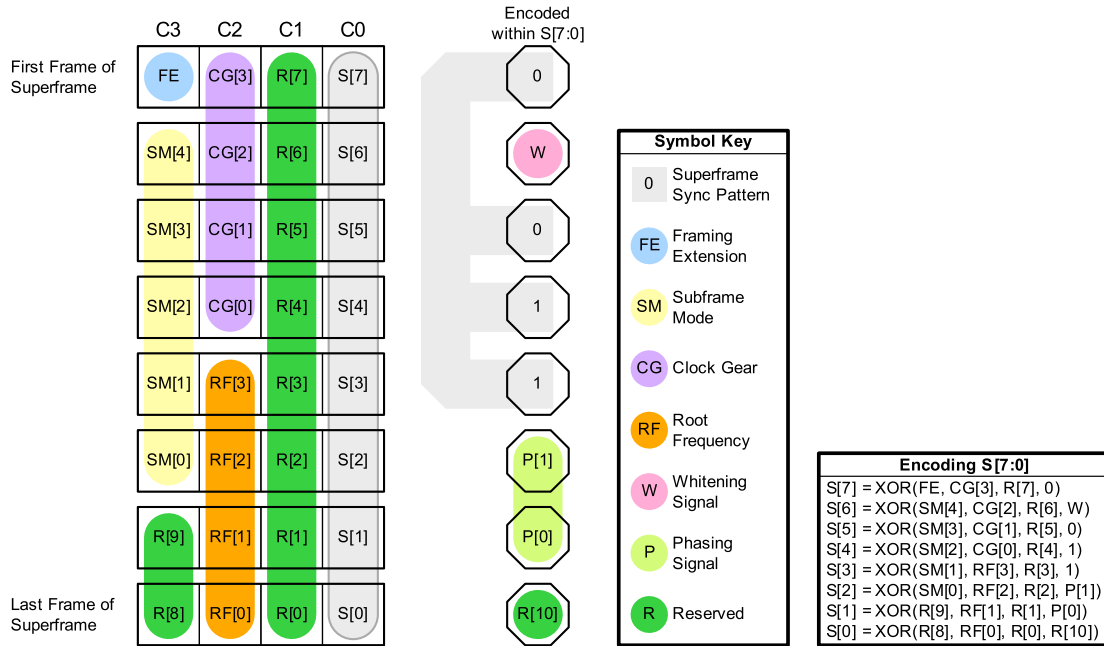 C3 C2 C1 C0
Encoded
within S[7:0]
First Frame of
Superframe
FE CG[3] R[7] S[7] 0
SM[4] CG[2] R[6] S[6] W
SM[3] CG[1] R[5] S[5] 0
SM[2] CG[0] R[4] S[4] 1
SM[1] RF[3] R[3] S[3] 1
SM[0] RF[2] R[2] S[2] P[1]
R[9] RF[1] R[1] S[1] P[0]
Last Frame of
Superframe
R[8] RF[0] R[0] S[0] R[10]
Symbol Key
0 Superframe
Sync Pattern
FE Framing
Extension
SM Subframe
Mode
CG Clock Gear
RF Root
Frequency
W Whitening
Signal
P Phasing
Signal
R Reserved
Encoding S[7:0]
S[7] = XOR(FE, CG[3], R[7], 0)
S[6] = XOR(SM[4], CG[2], R[6], W)
S[5] = XOR(SM[3], CG[1], R[5], 0)
S[4] = XOR(SM[2], CG[0], R[4], 1)
S[3] = XOR(SM[1], RF[3], R[3], 1)
S[2] = XOR(SM[0], RF[2], R[2], P[1])
S[1] = XOR(R[9], RF[1], R[1], P[0])
S[0] = XOR(R[8], RF[0], R[0], R[10])